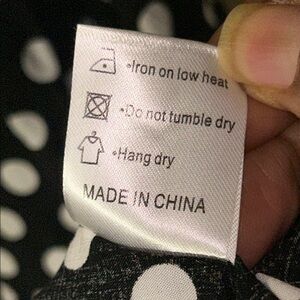 •Iron on low heat
•Do not tumble dry
•Hang dry
MADE IN CHINA